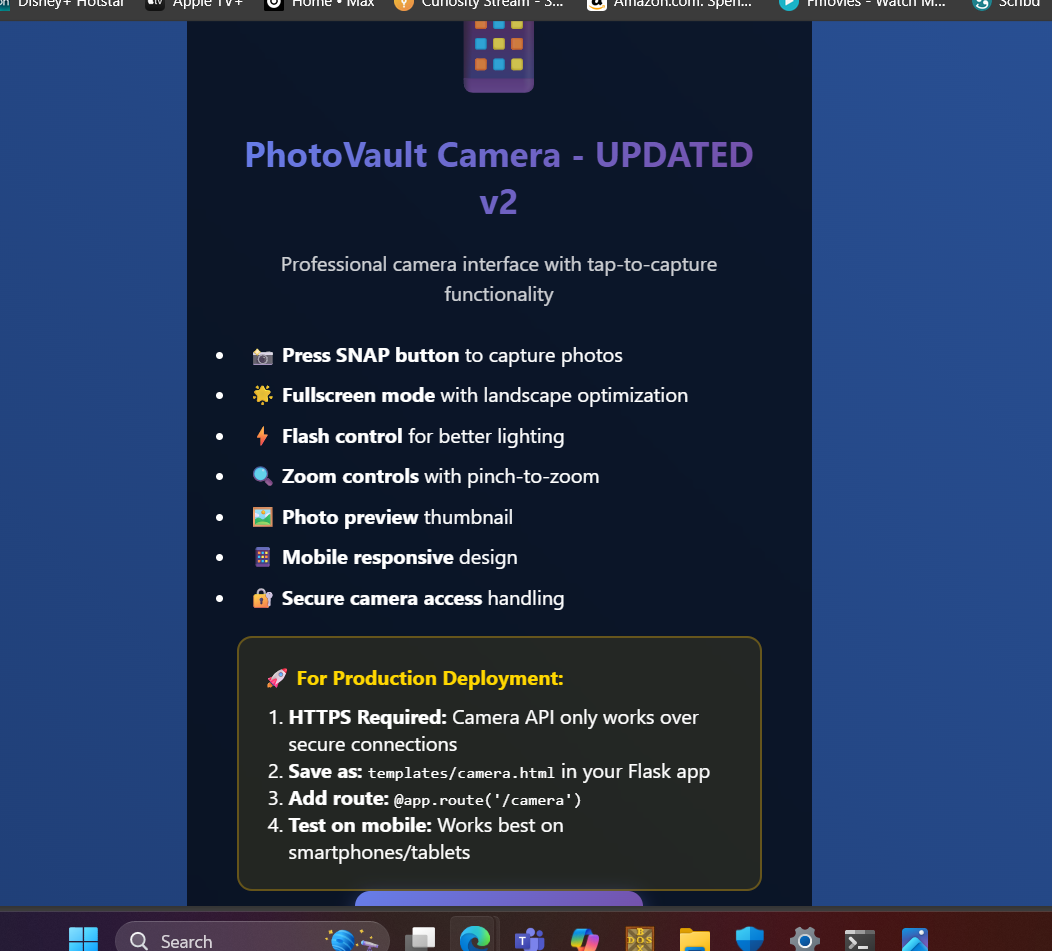 Disney+ Hotstar Apple TV+ Home • Max Curiosity Stream - S... Amazon.com: Spen... Fmovies - Watch M... Scribd
PhotoVault Camera - UPDATED
v2
Professional camera interface with tap-to-capture
functionality
• Press SNAP button to capture photos
• Fullscreen mode with landscape optimization
• Flash control for better lighting
• Zoom controls with pinch-to-zoom
• Photo preview thumbnail
• Mobile responsive design
• Secure camera access handling
For Production Deployment:
1. HTTPS Required: Camera API only works over
secure connections
2. Save as: templates/camera.html in your Flask app
3. Add route: @app.route('/camera')
4. Test on mobile: Works best on
smartphones/tablets
Search